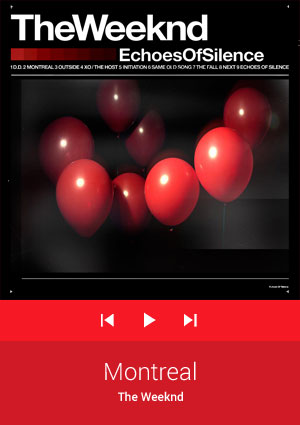 TheWeeknd
EchoesOfSilence
1 D.D. 2 MONTREAL 3 OUTSIDE 4 XO / THE HOST 5 INITIATION 6 SAME OLD SONG 7 THE FALL 8 NEXT 9 ECHOES OF SILENCE
Montreal
The Weeknd